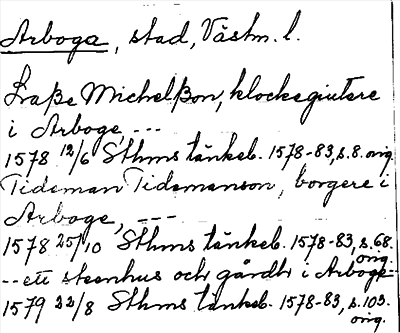 Arboga, stad, Västm. l.
Laße Michelßon, klockegiutere
i Arboge, ---
1578 12/6 Sthms tänkeb. 1578-83, s. 8. orig.
Tideman Tidemanson, borgere i
Arboge, ---
1578 25/10 Sthms tänkeb. 1578-83, s. 68. orig.
-- ett steenhus och gårdh i Arboge--
1579 22/8 Sthms tänkeb. 1578-83, s. 103. orig.